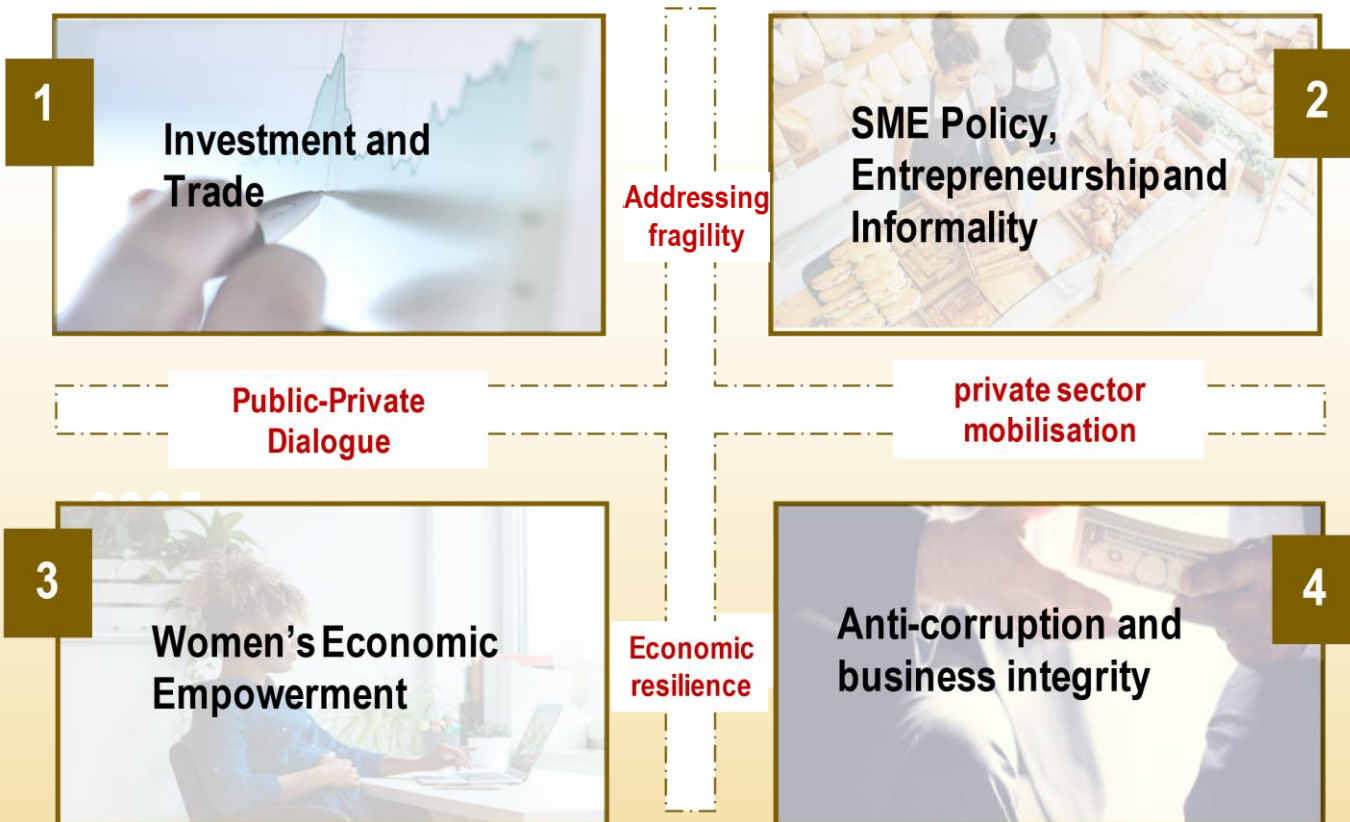 1
Investment and
Trade
2
SME Policy,
Entrepreneurshipand
Informality
Addressing
fragility
Public-Private
Dialogue
private sector
mobilisation
3
Women's Economic
Empowerment
Economic
resilience
4
Anti-corruption and
business integrity